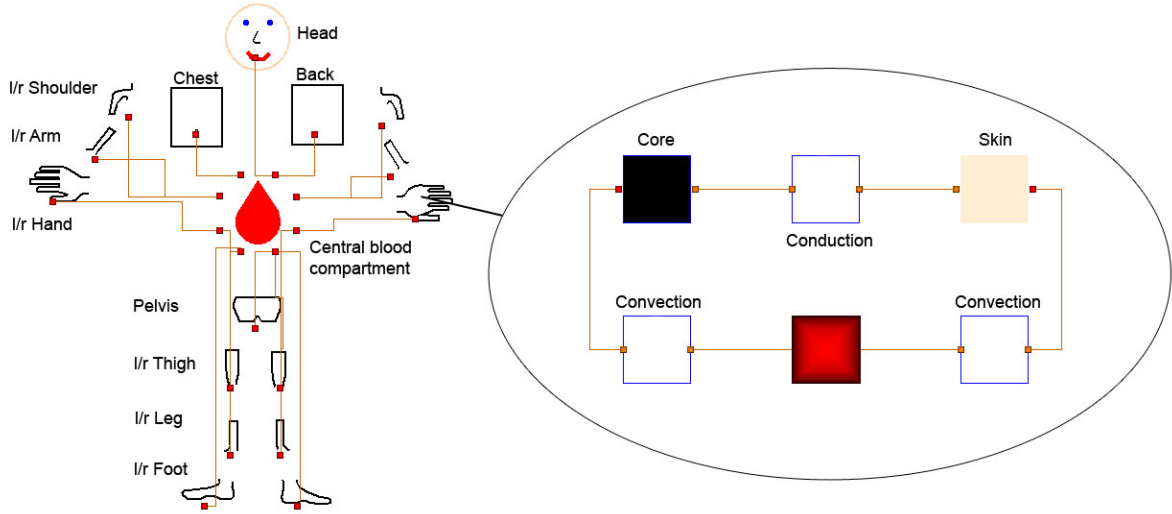 Head
Chest
Back
l/r Shoulder
l/r Arm
l/r Hand
Central blood
compartment
Pelvis
l/r Thigh
l/r Leg
l/r Foot
Core
Skin
Conduction
Convection
Convection